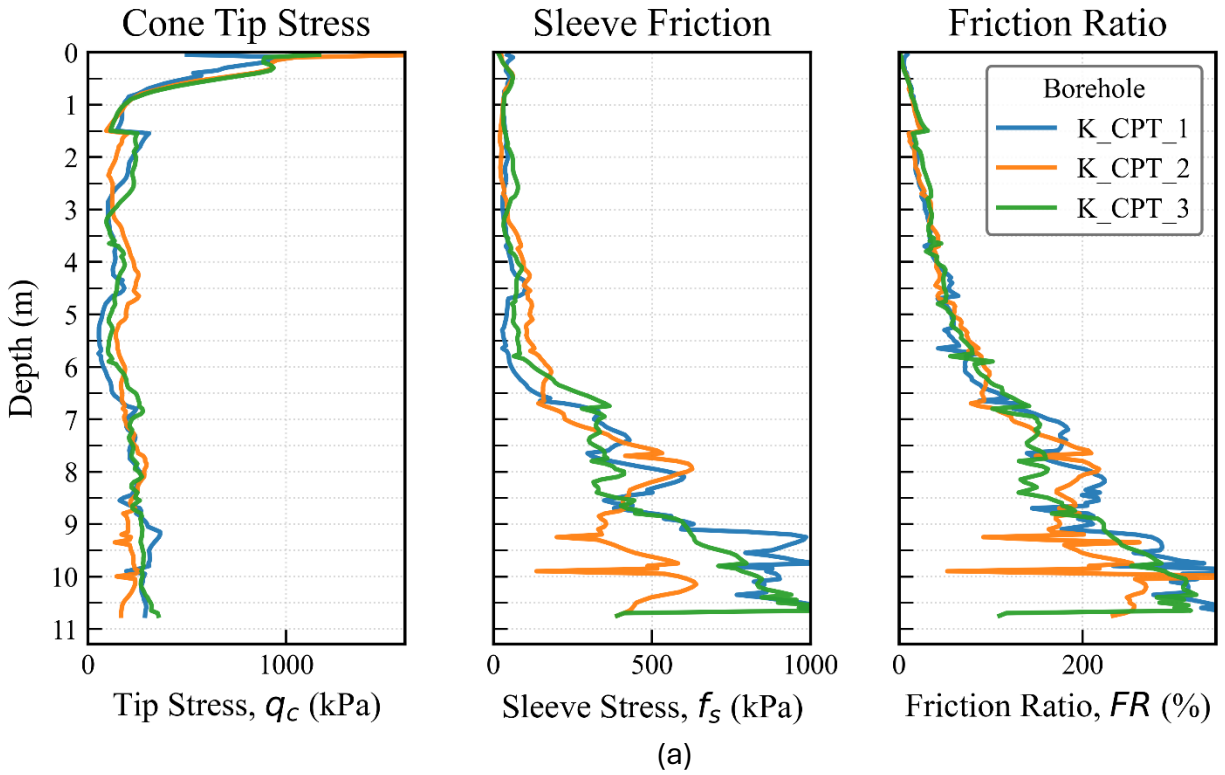 Cone Tip Stress
Sleeve Friction
Friction Ratio
0
1
2
3
4
5
6
7
8
9
10
11
Depth (m)
0 1000
0 500 1000
0 200
Tip Stress, q_c (kPa)
Sleeve Stress, f_s (kPa)
Friction Ratio, FR (%)
Borehole
K_CPT_1
K_CPT_2
K_CPT_3
(a)